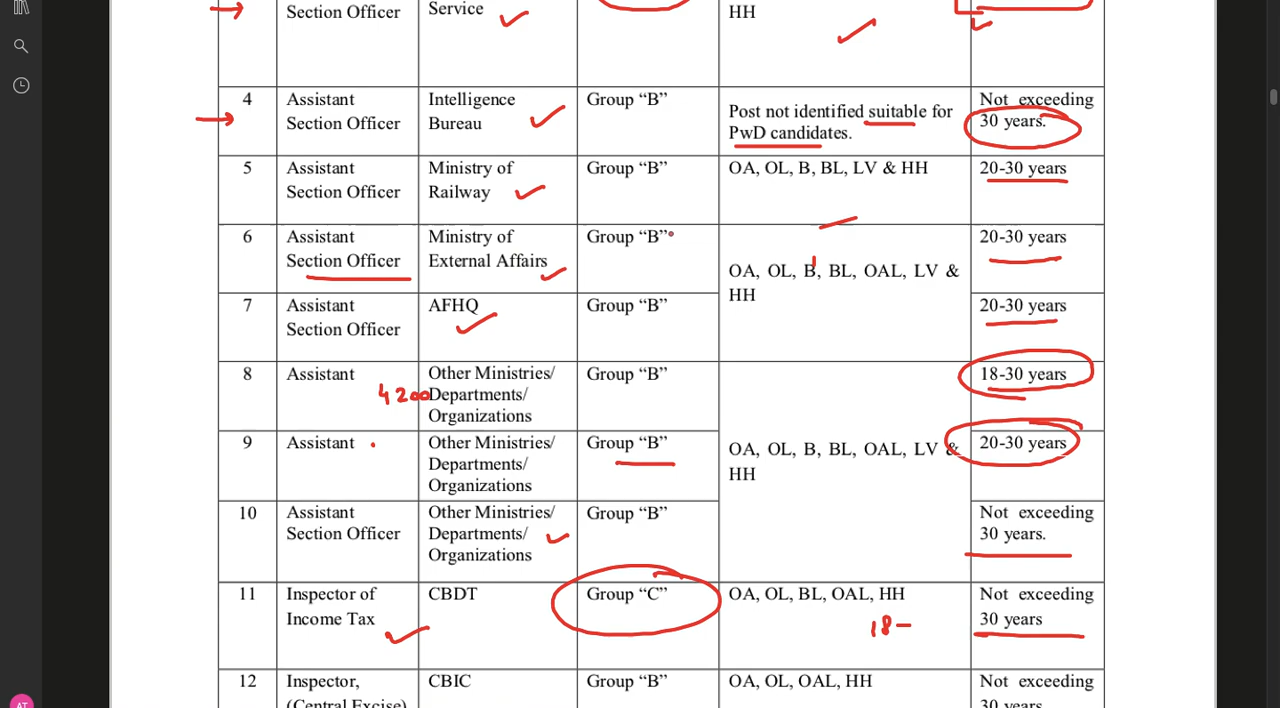 Section Officer
Service
HH
4
Assistant
Section Officer
Intelligence
Bureau
Group “B”
Post not identified suitable for
PwD candidates.
Not exceeding
30 years.
5
Assistant
Section Officer
Ministry of
Railway
Group “B”
OA, OL, B, BL, LV & HH
20-30 years
6
Assistant
Section Officer
Ministry of
External Affairs
Group “B”
OA, OL, B, BL, OAL, LV &
HH
20-30 years
7
Assistant
Section Officer
AFHQ
Group “B”
20-30 years
8
Assistant
4200
Other Ministries/
Departments/
Organizations
Group “B”
18-30 years
9
Assistant
Other Ministries/
Departments/
Organizations
Group “B”
OA, OL, B, BL, OAL, LV &
HH
20-30 years
10
Assistant
Section Officer
Other Ministries/
Departments/
Organizations
Group “B”
Not exceeding
30 years.
11
Inspector of
Income Tax
CBDT
Group “C”
OA, OL, BL, OAL, HH
18-
Not exceeding
30 years
12
Inspector,
(Central Excise)
CBIC
Group “B”
OA, OL, OAL, HH
Not exceeding
30 years
AT